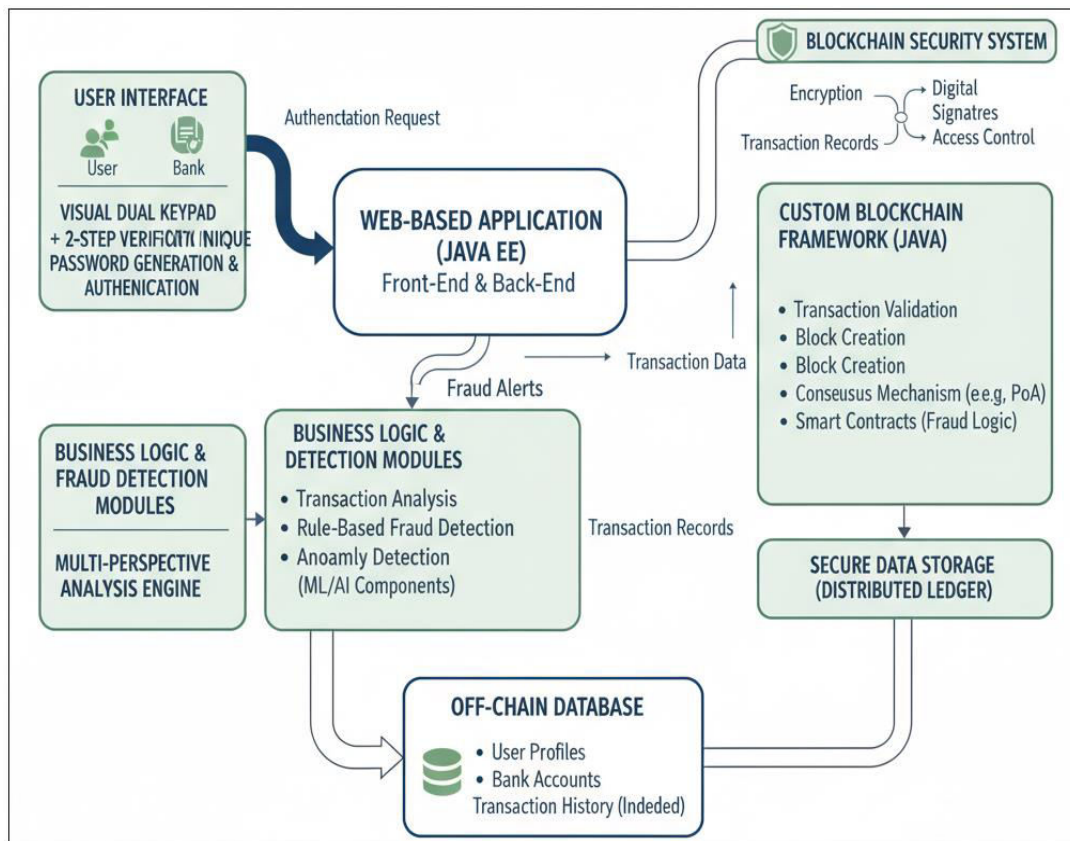 BLOCKCHAIN SECURITY SYSTEM
USER INTERFACE
User
Bank
VISUAL DUAL KEYPAD
+ 2-STEP
PASSWORD GENERATION &
AUTHENICATION
Authenctation Request
WEB-BASED APPLICATION
(JAVA EE)
Front-End & Back-End
Encryption
Transaction Records
Digital
Signatres
Access Control
CUSTOM BLOCKCHAIN
FRAMEWORK (JAVA)
• Transaction Validation
• Block Creation
• Block Creation
• Conseusus Mechanism (e.e.g, PoA)
• Smart Contracts (Fraud Logic)
Transaction Data
Fraud Alerts
BUSINESS LOGIC &
FRAUD DETECTION
MODULES
MULTI-PERSPECTIVE
ANALYSIS ENGINE
BUSINESS LOGIC &
DETECTION MODULES
• Transaction Analysis
• Rule-Based Fraud Detection
• Anoamly Detection
(ML/AI Components)
Transaction Records
SECURE DATA STORAGE
(DISTRIBUTED LEDGER)
OFF-CHAIN DATABASE
• User Profiles
• Bank Accounts
Transaction History (Indeded)